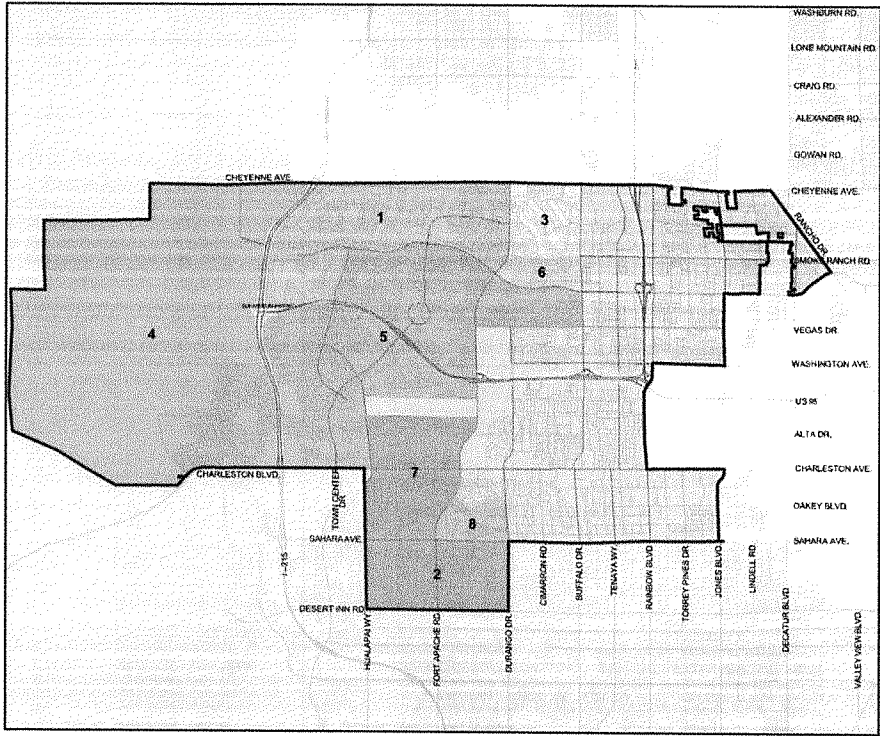 WASHBURN RD.
LONE MOUNTAIN RD.
CRAIG RD.
ALEXANDER RD.
GOWAN RD.
CHEYENNE AVE.
CHEYENNE AVE.
1
3
RANCHO DR.
SMOKE RANCH RD.
6
4
5
VEGAS DR.
WASHINGTON AVE.
US 95
ALTA DR.
CHARLESTON BLVD.
7
CHARLESTON AVE.
TOWN CENTER
DR.
OAKEY BLVD.
8
SAHARA AVE.
SAHARA AVE.
I-215
2
DESERT INN RD.
HUALAPAI WY.
FORT APACHE RD.
DURANGO DR.
CIMARRON RD.
BUFFALO DR.
TENAYA WY.
RAINBOW BLVD
TORREY PINES DR.
JONES BLVD.
LINDELL RD.
DECATUR BLVD
VALLEY VIEW BLVD.